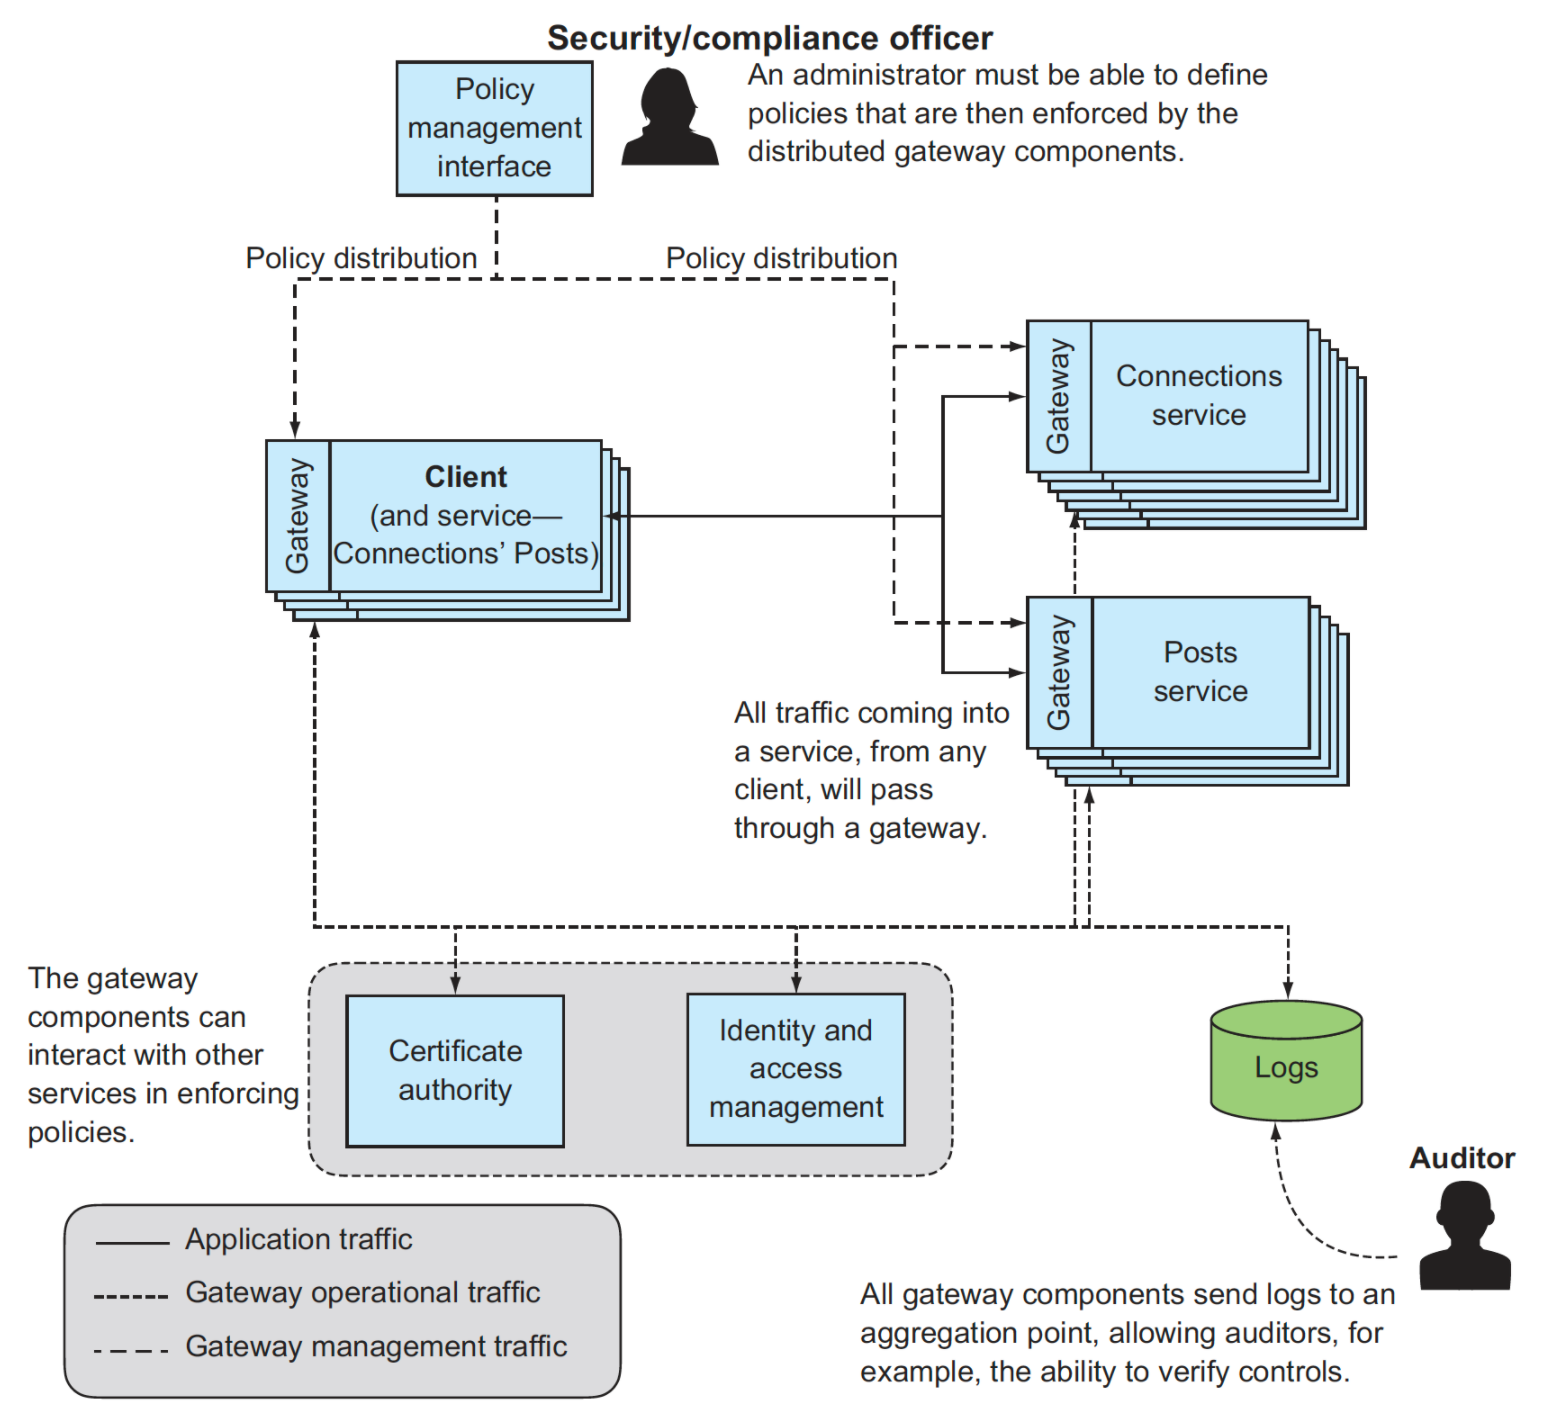 Security/compliance officer
Policy
management
interface
An administrator must be able to define
policies that are then enforced by the
distributed gateway components.
Policy distribution
Policy distribution
Gateway
Connections
service
Gateway
Client
(and service—
Connections’ Posts)
Gateway
Posts
service
All traffic coming into
a service, from any
client, will pass
through a gateway.
The gateway
components can
interact with other
services in enforcing
policies.
Certificate
authority
Identity and
access
management
Logs
Auditor
Application traffic
Gateway operational traffic
Gateway management traffic
All gateway components send logs to an
aggregation point, allowing auditors, for
example, the ability to verify controls.